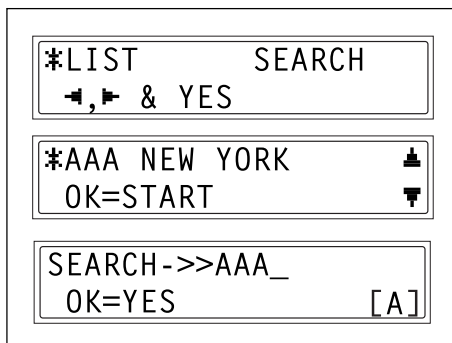 *LIST SEARCH
◄,► & YES
*AAA NEW YORK ▲
OK=START ▼
SEARCH->>AAA_
OK=YES [A]